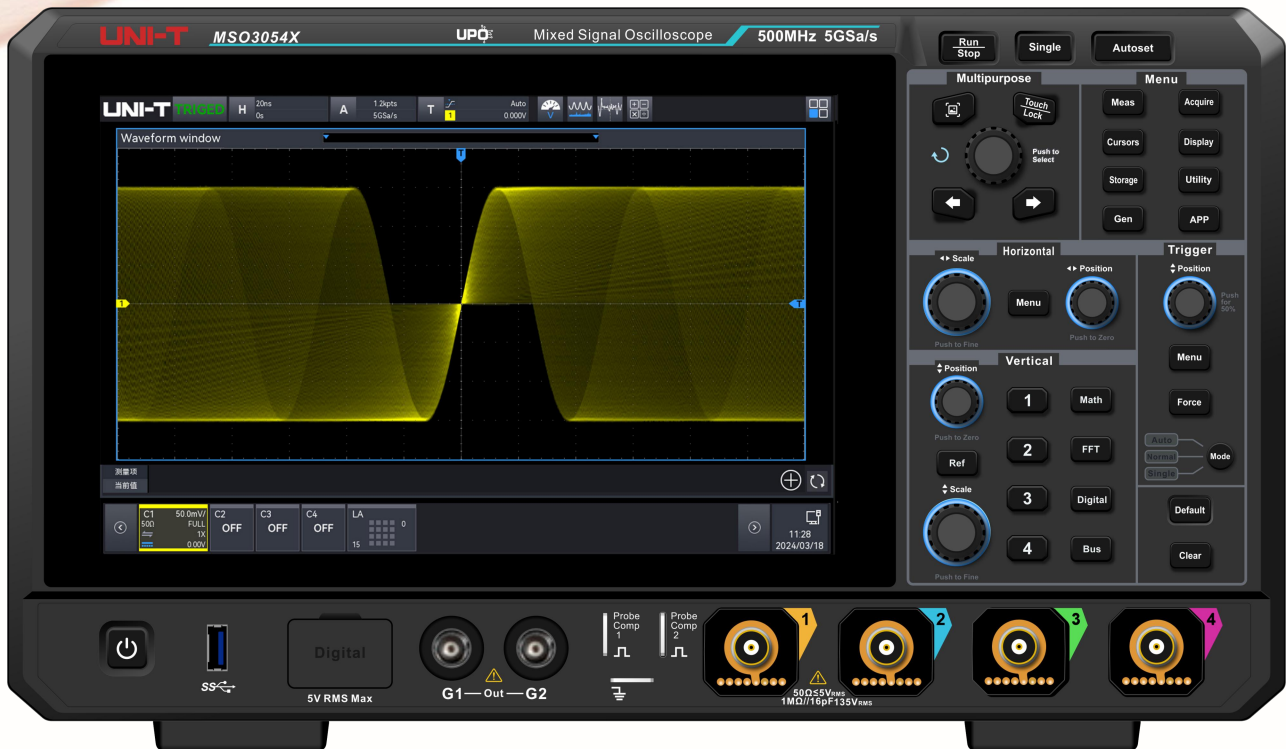 UNI-T MSO3054X UPO Mixed Signal Oscilloscope 500MHz 5GSa/s
Run
Stop
Single
Autoset
UNI-T TRIGED H 20ns A 1.2kpts T Auto
0s 5GSa/s 1 0.000V
V
Waveform window
T
1
T
测量项
当前值
C1 50.0mV/
50Ω FULL
1X
0.00V
C2
OFF
C3
OFF
C4
OFF
LA
0
15
11:28
2024/03/18
Multipurpose
Touch
Lock
Push to
Select
Menu
Meas
Acquire
Cursors
Display
Storage
Utility
Gen
APP
Horizontal
Scale
Position
Menu
Push to Fine
Push to Zero
Trigger
Position
Push
for
50%
Menu
Force
Auto
Normal
Single
Mode
Default
Clear
Vertical
Position
Push to Zero
Ref
Scale
Push to Fine
1
Math
2
FFT
3
Digital
4
Bus
SS
Digital
5V RMS Max
G1 Out G2
Probe
Comp
1
Probe
Comp
2
1
2
3
4
50Ω≤5VRMS
1MΩ//16pF135VRMS